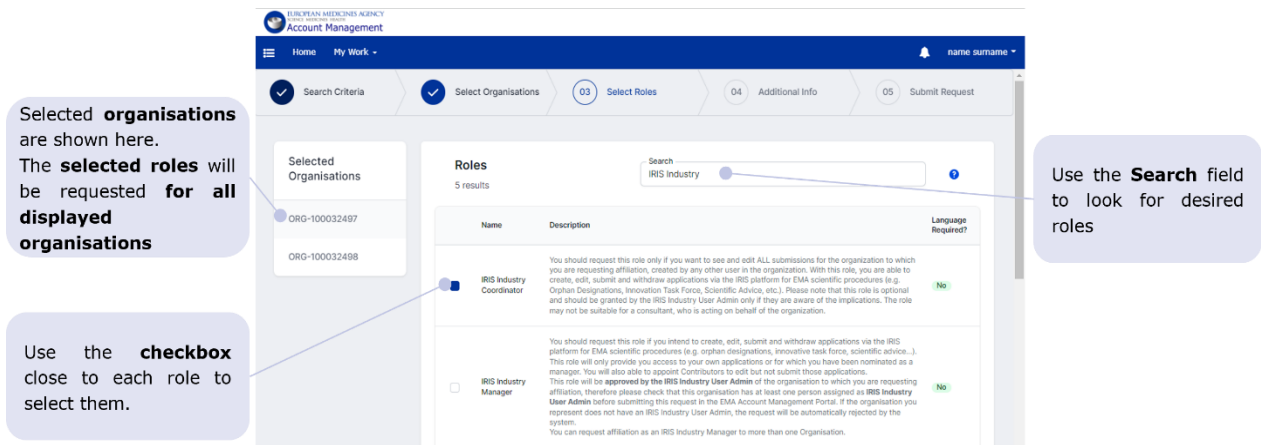 EUROPEAN MEDICINES AGENCY
SCIENCE MEDICINES HEALTH
Account Management
Home My Work
name surname
Search Criteria
Select Organisations
03 Select Roles
04 Additional Info
05 Submit Request
Selected organisations
are shown here.
The selected roles will
be requested for all
displayed
organisations
Use the checkbox
close to each role to
select them.
Selected
Organisations
ORG-100032497
ORG-100032498
Roles
5 results
Search
IRIS Industry
?
Name Description Language
Required?
IRIS Industry
Coordinator
You should request this role only if you want to see and edit ALL submissions for the organization to which
you are requesting affiliation, created by any other user in the organization. With this role, you are able to
create, edit, submit and withdraw applications via the IRIS platform for EMA scientific procedures (e.g.
Orphan Designations, Innovation Task Force, Scientific Advice, etc.). Please note that this role is optional
and should be granted by the IRIS Industry User Admin only if they are aware of the implications. The role
may not be suitable for a consultant, who is acting on behalf of the organization.
No
IRIS Industry
Manager
You should request this role if you intend to create, edit, submit and withdraw applications via the IRIS
platform for EMA scientific procedures (e.g. orphan designations, innovative task force, scientific advice...).
This role will only provide you access to your own applications or for which you have been nominated as a
manager. You will also able to appoint Contributors to edit but not submit those applications.
This role will be approved by the IRIS Industry User Admin of the organisation to which you are requesting
affiliation, therefore please check that this organisation has at least one person assigned as IRIS Industry
User Admin before submitting this request in the EMA Account Management Portal. If the organisation you
represent does not have an IRIS Industry User Admin, the request will be automatically rejected by the
system.
You can request affiliation as an IRIS Industry Manager to more than one Organisation.
No
Use the Search field
to look for desired
roles